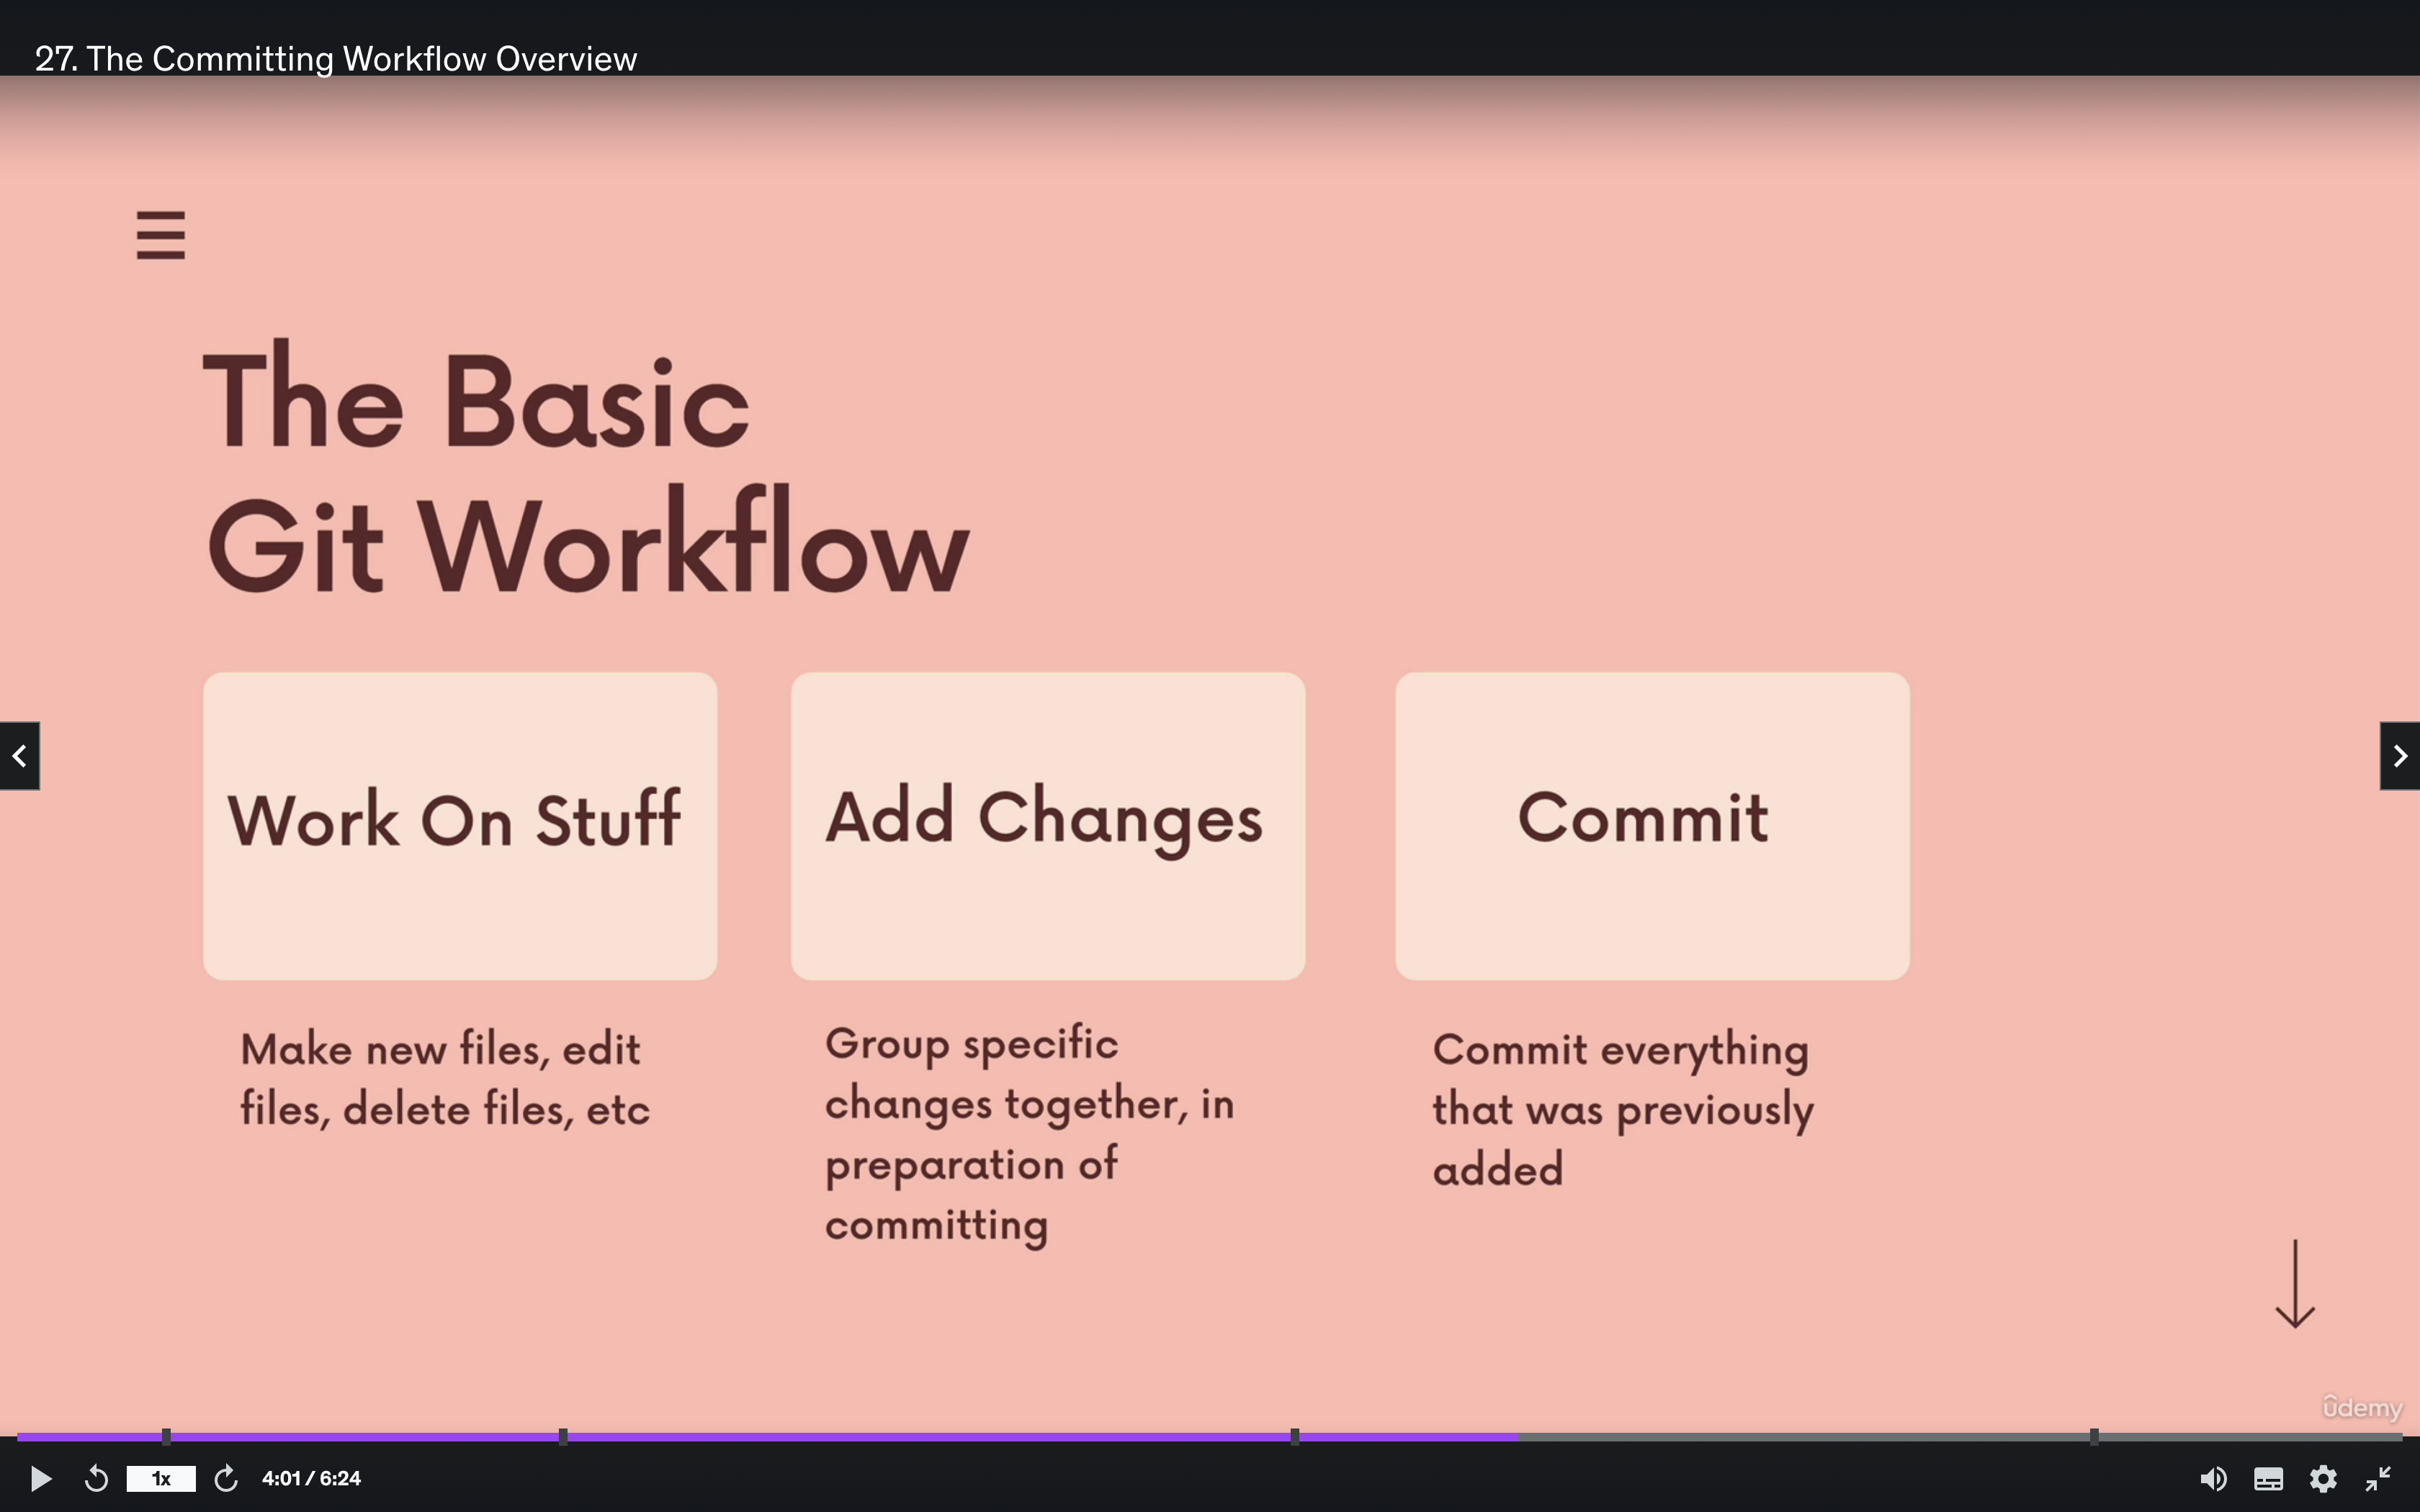 27. The Committing Workflow Overview
The Basic
Git Workflow
Work On Stuff
Add Changes
Commit
Make new files, edit
files, delete files, etc
Group specific
changes together, in
preparation of
committing
Commit everything
that was previously
added
ûdemy
1x
4:01 / 6:24